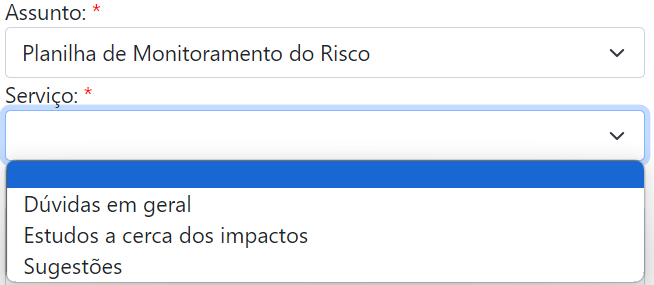 Assunto: *
Planilha de Monitoramento do Risco
Serviço: *
Dúvidas em geral
Estudos a cerca dos impactos
Sugestões